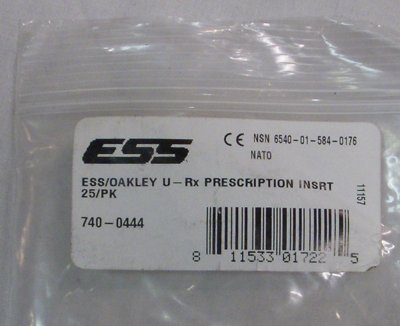 ESS
CE NSN 6540-01-584-0176
NATO
ESS/OAKLEY U-Rx PRESCRIPTION INSRT
25/PK
11157
740-0444
8 11533 01722 5